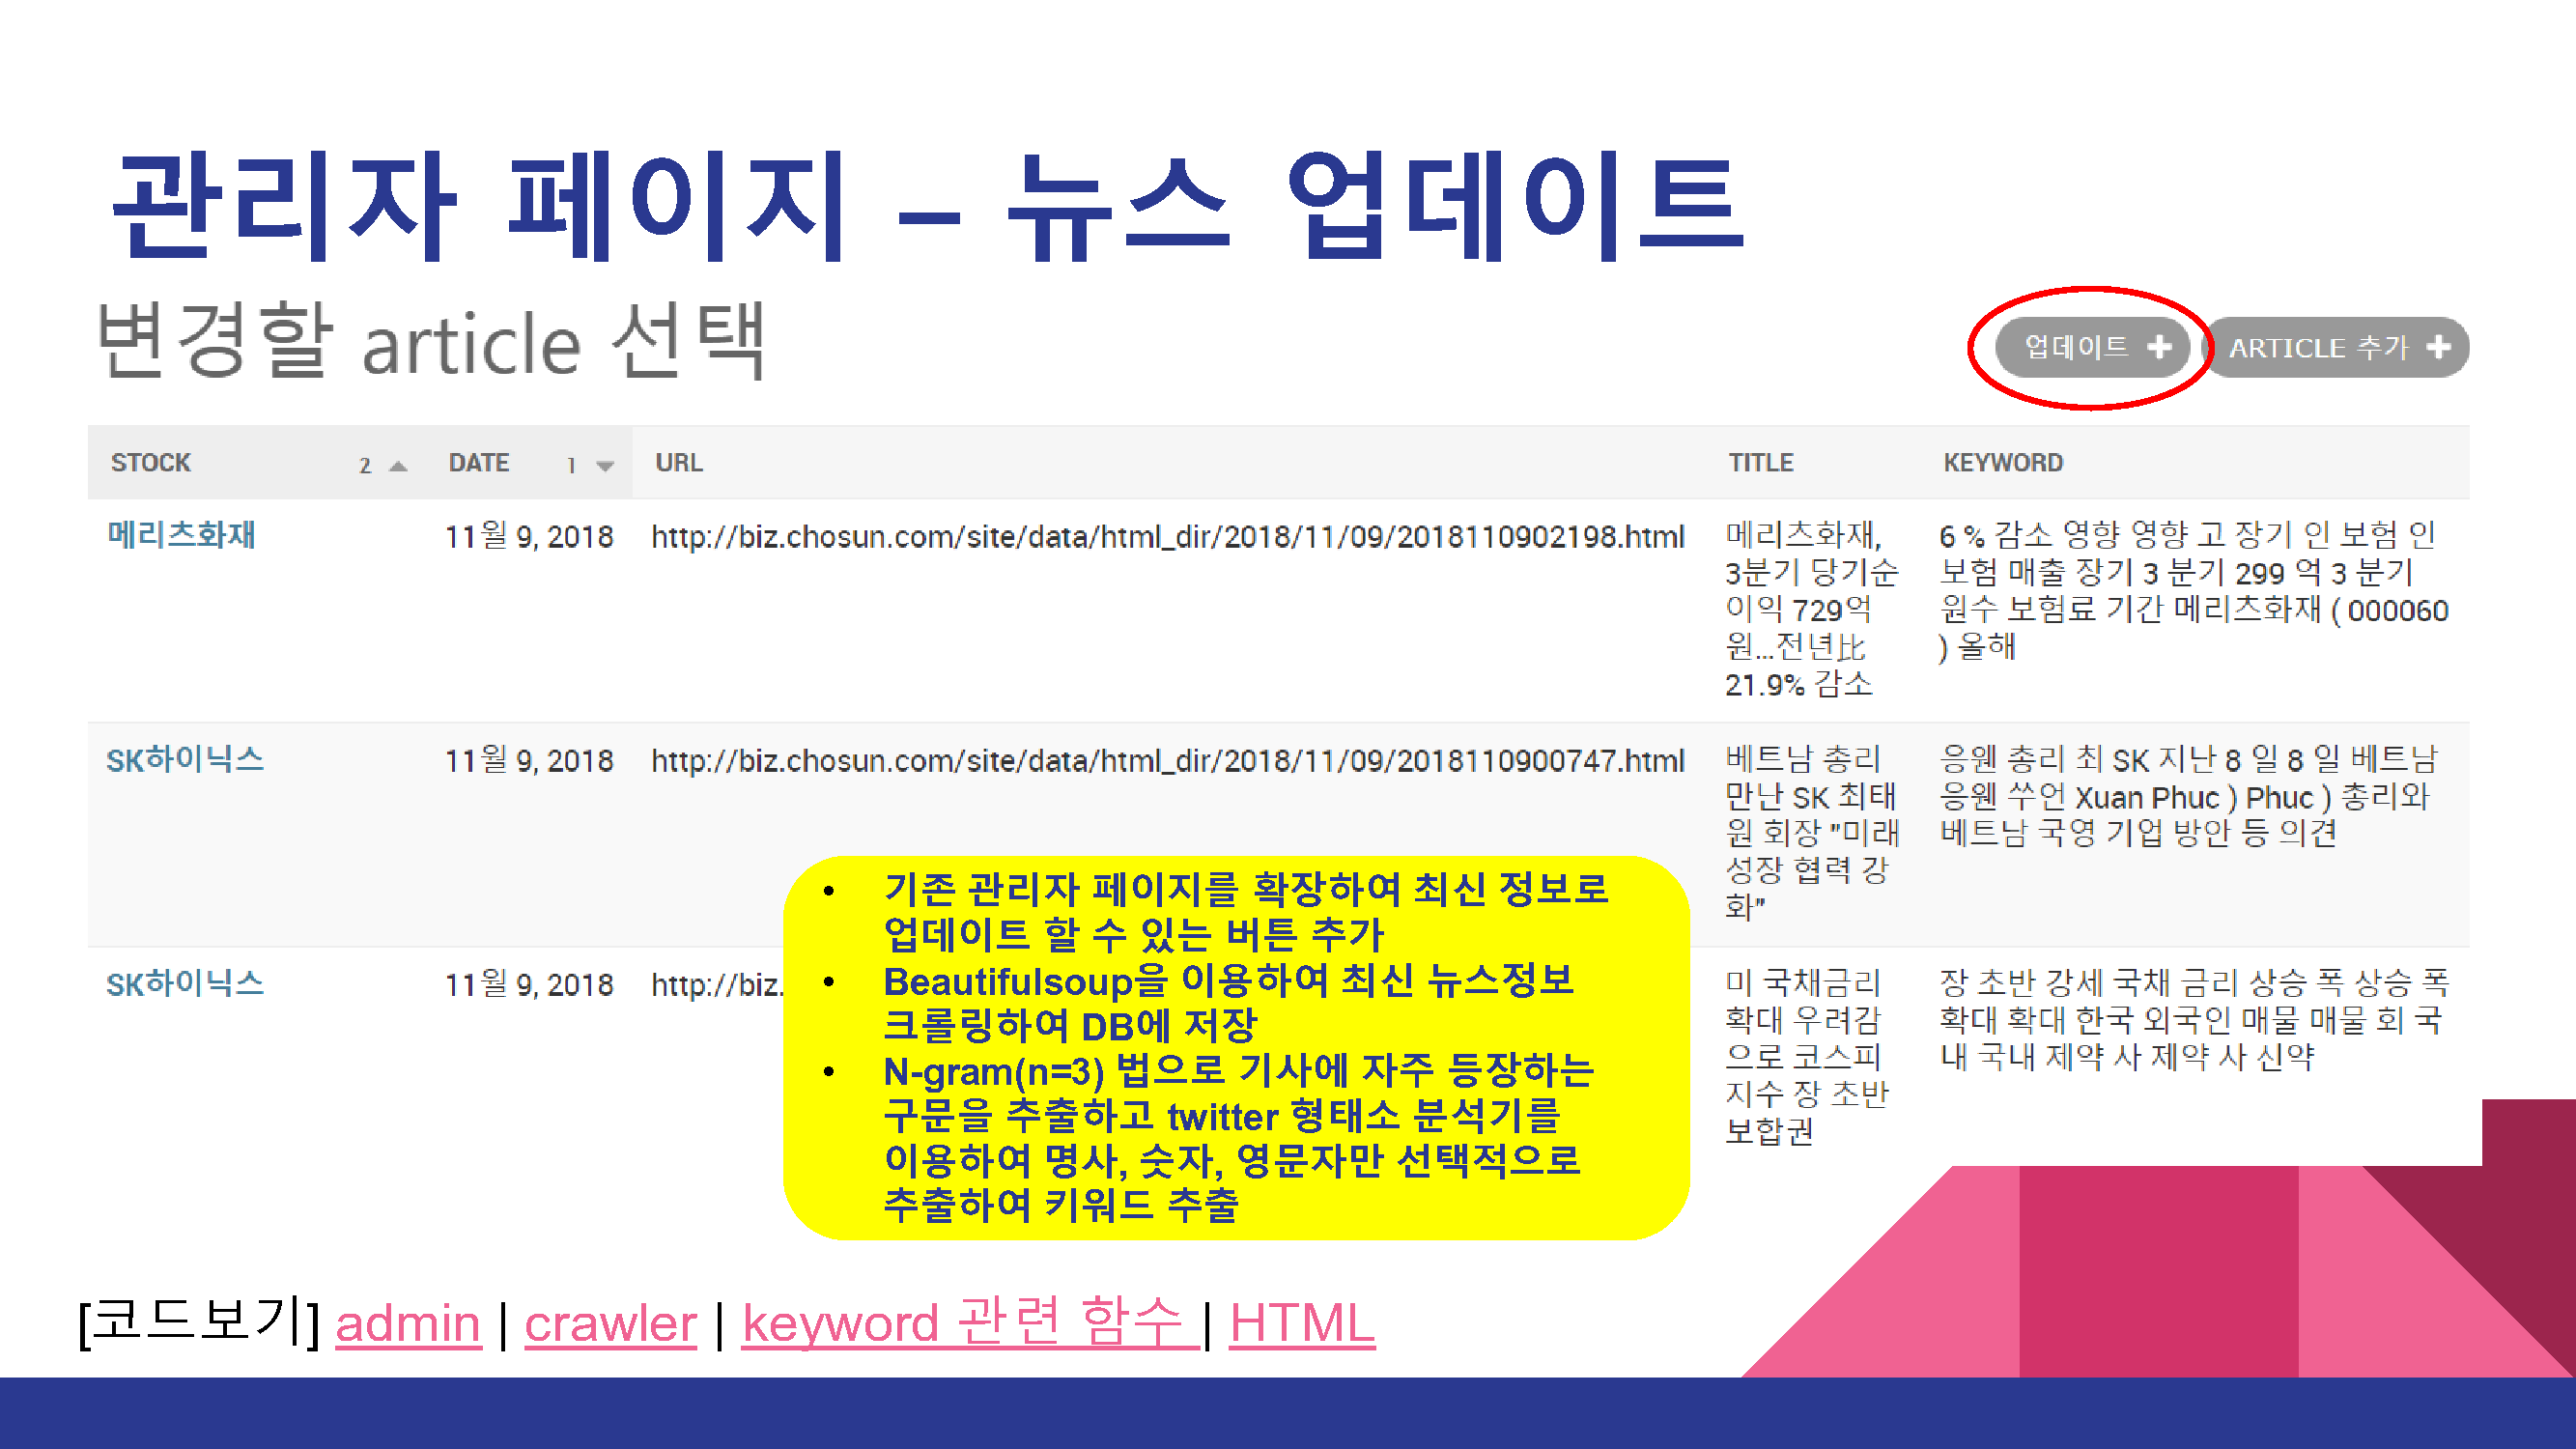 관리자 페이지 – 뉴스 업데이트
변경할 article 선택
업데이트 ARTICLE 추가
STOCK 2 DATE 1 URL TITLE KEYWORD
메리츠화재 11월 9, 2018 http://biz.chosun.com/site/data/html_dir/2018/11/09/2018110902198.html
메리츠화재,
3분기 당기순
이익 729억
원...전년比
21.9% 감소
6 % 감소 영향 영향 고 장기 인 보험 인
보험 매출 장기 3 분기 299 억 3 분기
원수 보험료 기간 메리츠화재 ( 000060
) 올해
SK하이닉스 11월 9, 2018 http://biz.chosun.com/site/data/html_dir/2018/11/09/2018110900747.html
베트남 총리
만난 SK 최태
원 회장 "미래
성장 협력 강
화"
응웬 총리 최 SK 지난 8 일 8 일 베트남
응웬 쑤언 Xuan Phuc ) Phuc ) 총리와
베트남 국영 기업 방안 등 의견
SK하이닉스 11월 9, 2018 http://biz.
미 국채금리
확대 우려감
으로 코스피
지수 장 초반
보합권
장 초반 강세 국채 금리 상승 폭 상승 폭
확대 확대 한국 외국인 매물 매물 회 국
내 국내 제약 사 제약 사 신약
• 기존 관리자 페이지를 확장하여 최신 정보로
업데이트 할 수 있는 버튼 추가
• Beautifulsoup을 이용하여 최신 뉴스정보
크롤링하여 DB에 저장
• N-gram(n=3) 법으로 기사에 자주 등장하는
구문을 추출하고 twitter 형태소 분석기를
이용하여 명사, 숫자, 영문자만 선택적으로
추출하여 키워드 추출
[코드보기] admin | crawler | keyword 관련 함수 | HTML